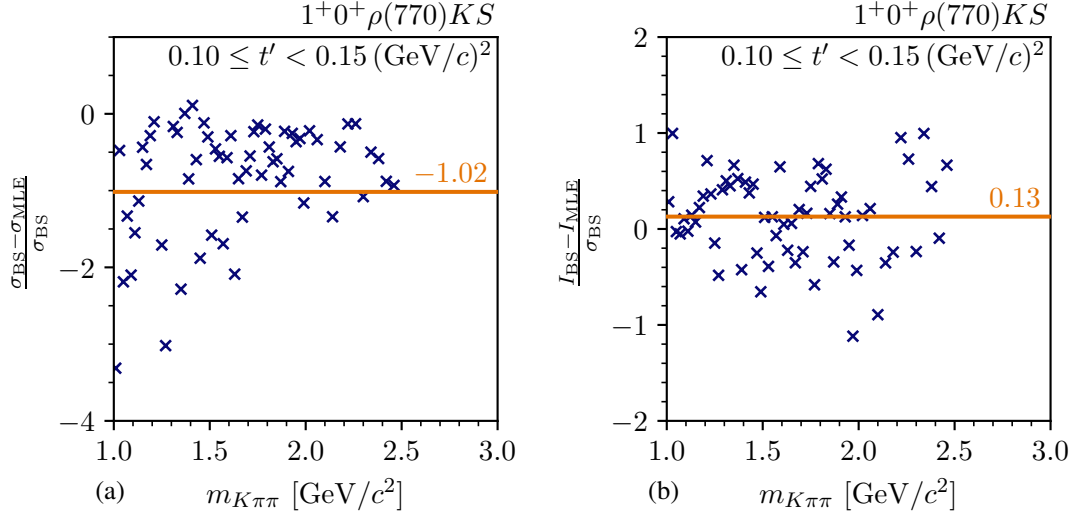 1⁺0⁺ρ(770)KS
0.10 ≤ t′ < 0.15 (GeV/c)²
0
−2
−4
−1.02
(σ_BS−σ_MLE)/σ_BS
1.0 1.5 2.0 2.5 3.0
(a) m_Kππ [GeV/c²]
1⁺0⁺ρ(770)KS
0.10 ≤ t′ < 0.15 (GeV/c)²
2
1
0
−1
−2
0.13
(I_BS−I_MLE)/σ_BS
1.0 1.5 2.0 2.5 3.0
(b) m_Kππ [GeV/c²]